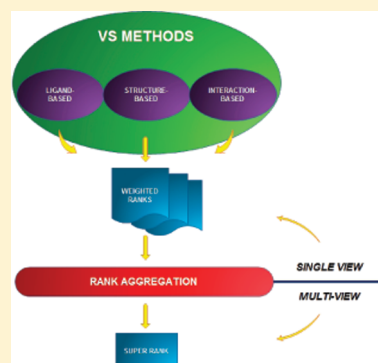 VS METHODS
LIGAND-
BASED
STRUCTURE-
BASED
INTERACTION-
BASED
WEIGHTED
RANKS
RANK AGGREGATION
SINGLE VIEW
MULTI-VIEW
SUPER RANK